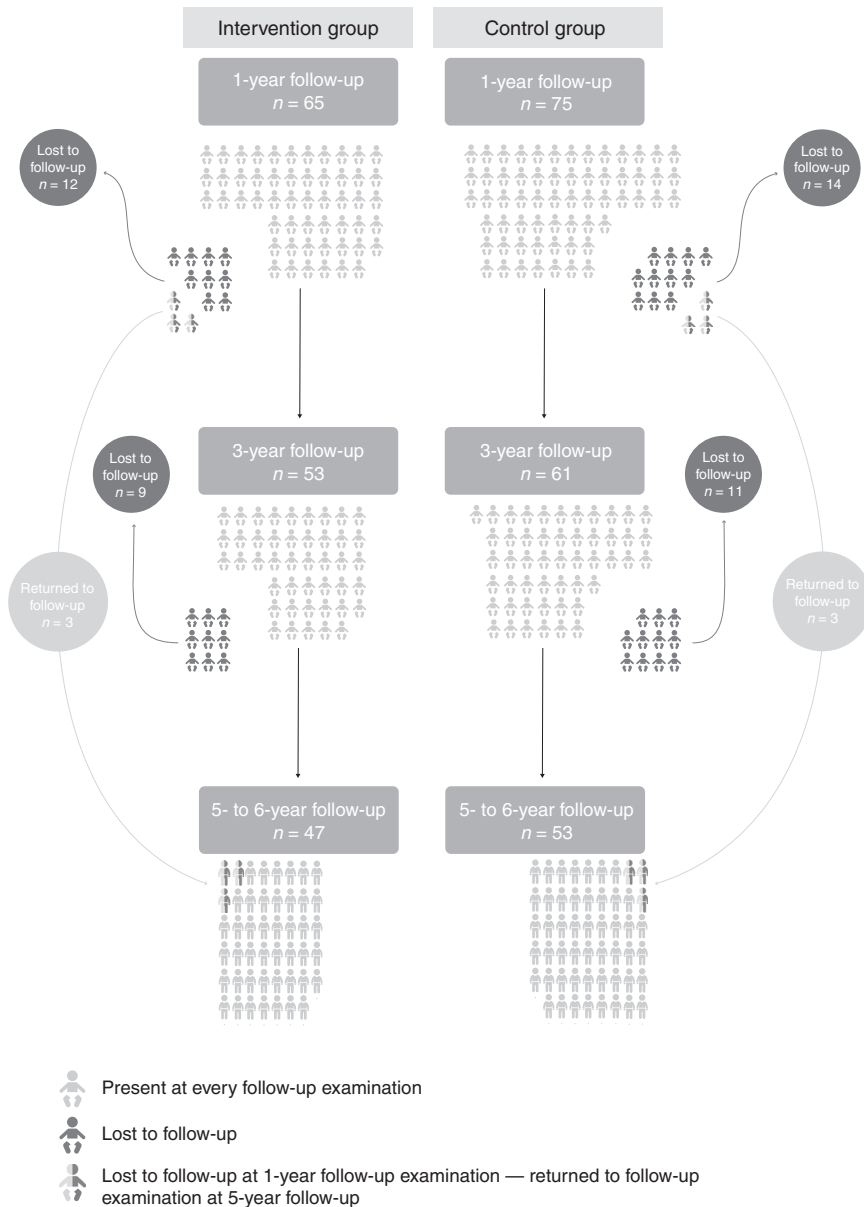 Intervention group
Control group
1-year follow-up
n = 65
1-year follow-up
n = 75
Lost to
follow-up
n = 12
Lost to
follow-up
n = 14
3-year follow-up
n = 53
3-year follow-up
n = 61
Lost to
follow-up
n = 9
Lost to
follow-up
n = 11
Returned to
follow-up
n = 3
Returned to
follow-up
n = 3
5- to 6-year follow-up
n = 47
5- to 6-year follow-up
n = 53
Present at every follow-up examination
Lost to follow-up
Lost to follow-up at 1-year follow-up examination — returned to follow-up
examination at 5-year follow-up